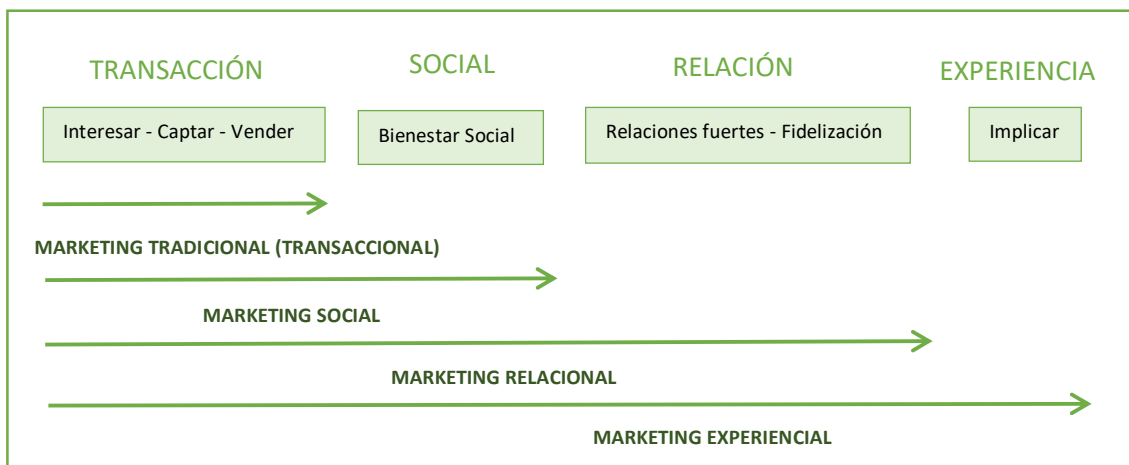 TRANSACCIÓN
SOCIAL
RELACIÓN
EXPERIENCIA
Interesar - Captar - Vender
Bienestar Social
Relaciones fuertes - Fidelización
Implicar
MARKETING TRADICIONAL (TRANSACCIONAL)
MARKETING SOCIAL
MARKETING RELACIONAL
MARKETING EXPERIENCIAL